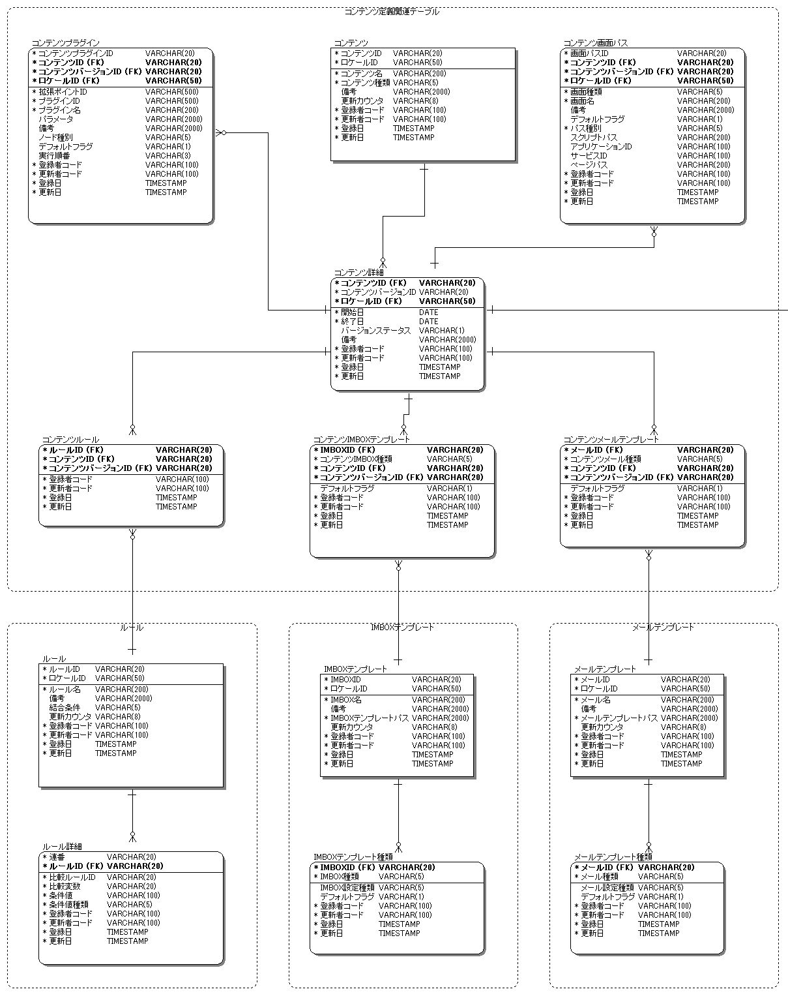 コンテンツ定義関連テーブル
コンテンツプラグイン
* コンテンツプラグインID VARCHAR(20)
* コンテンツID (FK) VARCHAR(20)
* コンテンツバージョンID (FK) VARCHAR(20)
* ロケールID (FK) VARCHAR(50)
* 拡張ポイントID VARCHAR(500)
* プラグインID VARCHAR(500)
* プラグイン名 VARCHAR(200)
パラメータ VARCHAR(2000)
備考 VARCHAR(2000)
ノード種別 VARCHAR(5)
デフォルトフラグ VARCHAR(1)
実行順番 VARCHAR(3)
* 登録者コード VARCHAR(100)
* 更新者コード VARCHAR(100)
* 登録日 TIMESTAMP
* 更新日 TIMESTAMP
コンテンツ
* コンテンツID VARCHAR(20)
* ロケールID VARCHAR(50)
* コンテンツ名 VARCHAR(200)
* コンテンツ種類 VARCHAR(5)
備考 VARCHAR(2000)
更新カウンタ VARCHAR(8)
* 登録者コード VARCHAR(100)
* 更新者コード VARCHAR(100)
* 登録日 TIMESTAMP
* 更新日 TIMESTAMP
コンテンツ画面パス
* 画面パスID VARCHAR(20)
* コンテンツID (FK) VARCHAR(20)
* コンテンツバージョンID (FK) VARCHAR(20)
* ロケールID (FK) VARCHAR(50)
* 画面種類 VARCHAR(5)
* 画面名 VARCHAR(200)
備考 VARCHAR(2000)
デフォルトフラグ VARCHAR(1)
* パス種別 VARCHAR(5)
スクリプトパス VARCHAR(200)
アプリケーションID VARCHAR(100)
サービスID VARCHAR(100)
ページパス VARCHAR(200)
* 登録者コード VARCHAR(100)
* 更新者コード VARCHAR(100)
* 登録日 TIMESTAMP
* 更新日 TIMESTAMP
コンテンツ詳細
* コンテンツID (FK) VARCHAR(20)
* コンテンツバージョンID VARCHAR(20)
* ロケールID (FK) VARCHAR(50)
* 開始日 DATE
* 終了日 DATE
バージョンステータス VARCHAR(1)
備考 VARCHAR(2000)
* 登録者コード VARCHAR(100)
* 更新者コード VARCHAR(100)
* 登録日 TIMESTAMP
* 更新日 TIMESTAMP
コンテンツルール
* ルールID (FK) VARCHAR(20)
* コンテンツID (FK) VARCHAR(20)
* コンテンツバージョンID (FK) VARCHAR(20)
* 登録者コード VARCHAR(100)
* 更新者コード VARCHAR(100)
* 登録日 TIMESTAMP
* 更新日 TIMESTAMP
コンテンツIMBOXテンプレート
* IMBOXID (FK) VARCHAR(20)
* コンテンツIMBOX種類 VARCHAR(5)
* コンテンツID (FK) VARCHAR(20)
* コンテンツバージョンID (FK) VARCHAR(20)
デフォルトフラグ VARCHAR(1)
* 登録者コード VARCHAR(100)
* 更新者コード VARCHAR(100)
* 登録日 TIMESTAMP
* 更新日 TIMESTAMP
コンテンツメールテンプレート
* メールID (FK) VARCHAR(20)
* コンテンツメール種類 VARCHAR(5)
* コンテンツID (FK) VARCHAR(20)
* コンテンツバージョンID (FK) VARCHAR(20)
デフォルトフラグ VARCHAR(1)
* 登録者コード VARCHAR(100)
* 更新者コード VARCHAR(100)
* 登録日 TIMESTAMP
* 更新日 TIMESTAMP
ルール
ルール
* ルールID VARCHAR(20)
* ロケールID VARCHAR(50)
* ルール名 VARCHAR(200)
備考 VARCHAR(2000)
結合条件 VARCHAR(5)
更新カウンタ VARCHAR(8)
* 登録者コード VARCHAR(100)
* 更新者コード VARCHAR(100)
* 登録日 TIMESTAMP
* 更新日 TIMESTAMP
ルール詳細
* 連番 VARCHAR(20)
* ルールID (FK) VARCHAR(20)
* 比較ルールID VARCHAR(20)
* 比較変数 VARCHAR(20)
* 条件値 VARCHAR(100)
* 条件値種類 VARCHAR(5)
* 登録者コード VARCHAR(100)
* 更新者コード VARCHAR(100)
* 登録日 TIMESTAMP
* 更新日 TIMESTAMP
IMBOXテンプレート
IMBOXテンプレート
* IMBOXID VARCHAR(20)
* ロケールID VARCHAR(50)
* IMBOX名 VARCHAR(200)
備考 VARCHAR(2000)
* IMBOXテンプレートパス VARCHAR(2000)
更新カウンタ VARCHAR(8)
* 登録者コード VARCHAR(100)
* 更新者コード VARCHAR(100)
* 登録日 TIMESTAMP
* 更新日 TIMESTAMP
IMBOXテンプレート種類
* IMBOXID (FK) VARCHAR(20)
* IMBOX種類 VARCHAR(5)
IMBOX設定種類 VARCHAR(5)
デフォルトフラグ VARCHAR(1)
* 登録者コード VARCHAR(100)
* 更新者コード VARCHAR(100)
* 登録日 TIMESTAMP
* 更新日 TIMESTAMP
メールテンプレート
メールテンプレート
* メールID VARCHAR(20)
* ロケールID VARCHAR(50)
* メール名 VARCHAR(200)
備考 VARCHAR(2000)
* メールテンプレートパス VARCHAR(2000)
更新カウンタ VARCHAR(8)
* 登録者コード VARCHAR(100)
* 更新者コード VARCHAR(100)
* 登録日 TIMESTAMP
* 更新日 TIMESTAMP
メールテンプレート種類
* メールID (FK) VARCHAR(20)
* メール種類 VARCHAR(5)
メール設定種類 VARCHAR(5)
デフォルトフラグ VARCHAR(1)
* 登録者コード VARCHAR(100)
* 更新者コード VARCHAR(100)
* 登録日 TIMESTAMP
* 更新日 TIMESTAMP